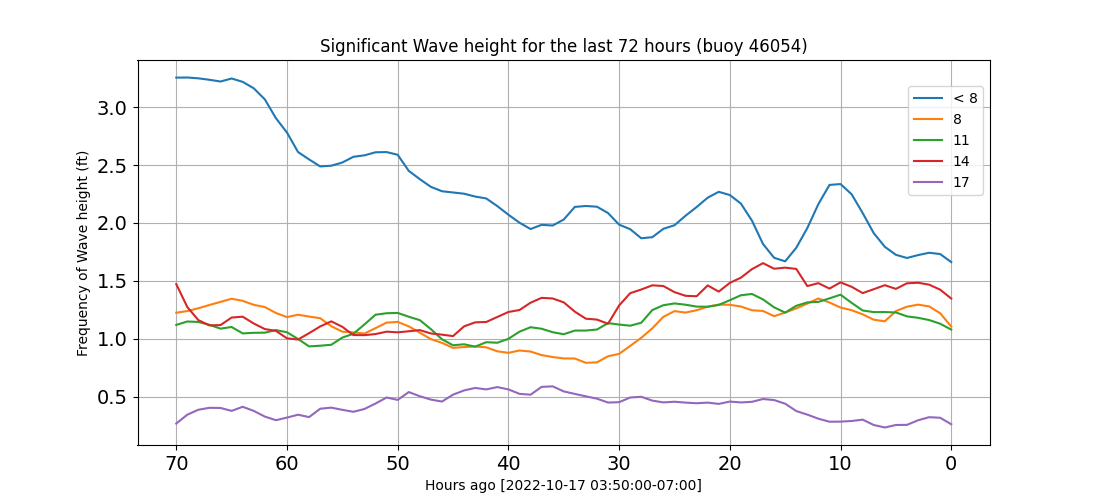 Significant Wave height for the last 72 hours (buoy 46054)
Frequency of Wave height (ft)
3.0
2.5
2.0
1.5
1.0
0.5
< 8
8
11
14
17
70 60 50 40 30 20 10 0
Hours ago [2022-10-17 03:50:00-07:00]